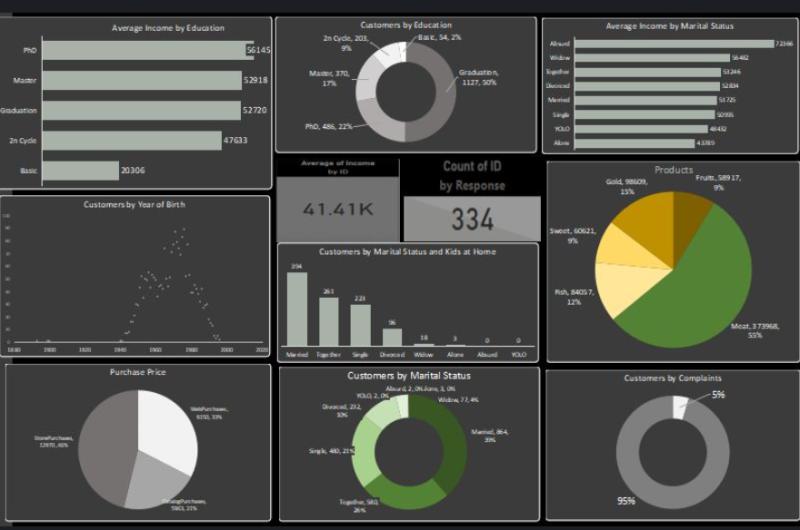 Average Income by Education
PhD
56145
Master
52918
Graduation
52720
2n Cycle
47633
Basic
20306
Customers by Education
2n Cycle, 203,
9%
Basic, 54, 2%
Master, 370,
17%
Graduation,
1127, 50%
PhD, 486, 22%
Average Income by Marital Status
Absurd
72366
Widow
56482
Together
53246
Divorced
52834
Married
51725
Single
50995
YOLO
48432
Alone
43789
Average of Income
by ID
41.41K
Count of ID
by Response
334
Products
Gold, 98609,
15%
Fruits, 58917,
9%
Sweet, 60621,
9%
Fish, 84057,
12%
Meat, 373968,
55%
Customers by Year of Birth
100
90
80
70
60
50
40
30
20
10
0
1880
1900
1920
1940
1960
1980
2000
2020
Customers by Marital Status and Kids at Home
394
261
223
96
18
3
0
0
Married
Together
Single
Divorced
Widow
Alone
Absurd
YOLO
Purchase Price
WebPurchases,
9150, 33%
StorePurchases,
12970, 46%
CatalogPurchases,
5963, 21%
Customers by Marital Status
Absurd, 2, 0%
Alone, 3, 0%
YOLO, 2, 0%
Widow, 77, 4%
Divorced, 232,
10%
Married, 864,
39%
Single, 480, 21%
Together, 580,
26%
Customers by Complaints
5%
95%